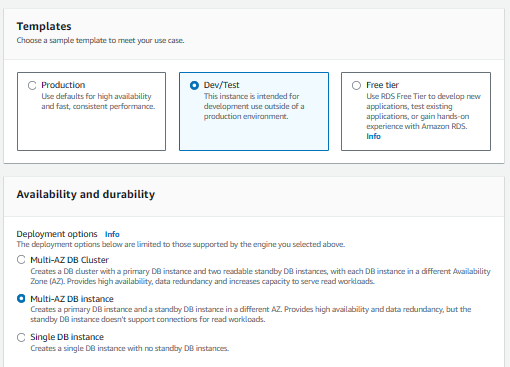 Templates
Choose a sample template to meet your use case.
Production
Use defaults for high availability
and fast, consistent performance.
Dev/Test
This instance is intended for
development use outside of a
production environment.
Free tier
Use RDS Free Tier to develop new
applications, test existing
applications, or gain hands-on
experience with Amazon RDS.
Info
Availability and durability
Deployment options Info
The deployment options below are limited to those supported by the engine you selected above.
Multi-AZ DB Cluster
Creates a DB cluster with a primary DB instance and two readable standby DB instances, with each DB instance in a different Availability
Zone (AZ). Provides high availability, data redundancy and increases capacity to serve read workloads.
Multi-AZ DB instance
Creates a primary DB instance and a standby DB instance in a different AZ. Provides high availability and data redundancy, but the
standby DB instance doesn't support connections for read workloads.
Single DB instance
Creates a single DB instance with no standby DB instances.